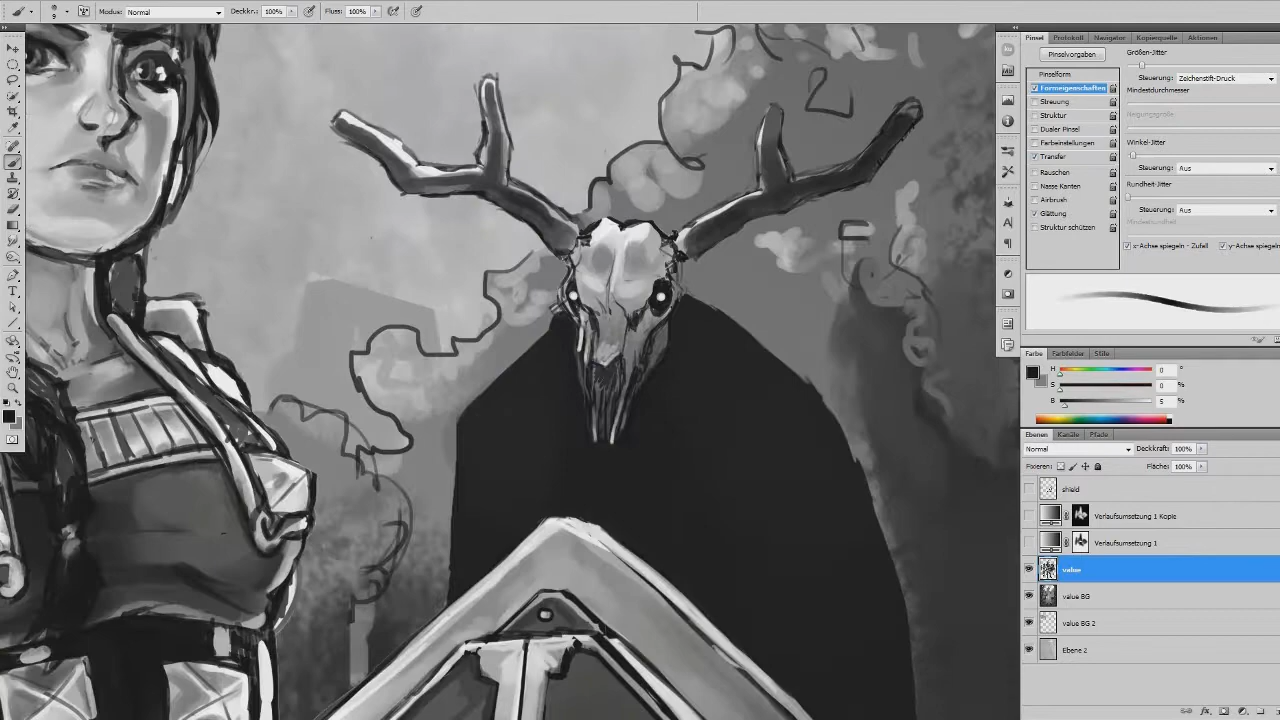 Modus: Normal Deckkr.: 100% Fluss: 100%
9
Pinsel Protokoll Navigator Kopierquelle Aktionen
Pinselvorgaben
Größen-Jitter
Pinselform
Steuerung: Zeichenstift-Druck
Formeigenschaften
Mindestdurchmesser
Streuung
Struktur
Neigungsgröße
Dualer Pinsel
Farbeinstellungen
Winkel-Jitter
Transfer
Steuerung: Aus
Rauschen
Rundheit-Jitter
Nasse Kanten
Airbrush
Steuerung: Aus
Glättung
Mindestrundheit
Struktur schützen
x-Achse spiegeln - Zufall y-Achse spiegeln
Farbe Farbfelder Stile
H 0 °
S 0 %
B 5 %
Ebenen Kanäle Pfade
Normal Deckkraft: 100%
Fixieren: Fläche: 100%
shield
Verlaufsumsetzung 1 Kopie
Verlaufsumsetzung 1
value
value BG
value BG 2
Ebene 2